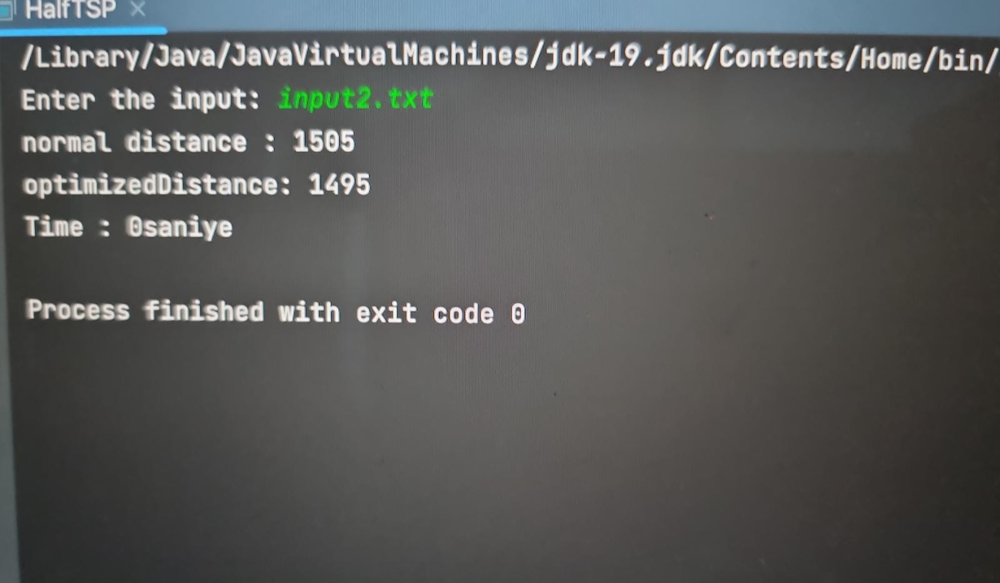 HalfTSP
/Library/Java/JavaVirtualMachines/jdk-19.jdk/Contents/Home/bin/
Enter the input: input2.txt
normal distance : 1505
optimizedDistance: 1495
Time : 0saniye
Process finished with exit code 0